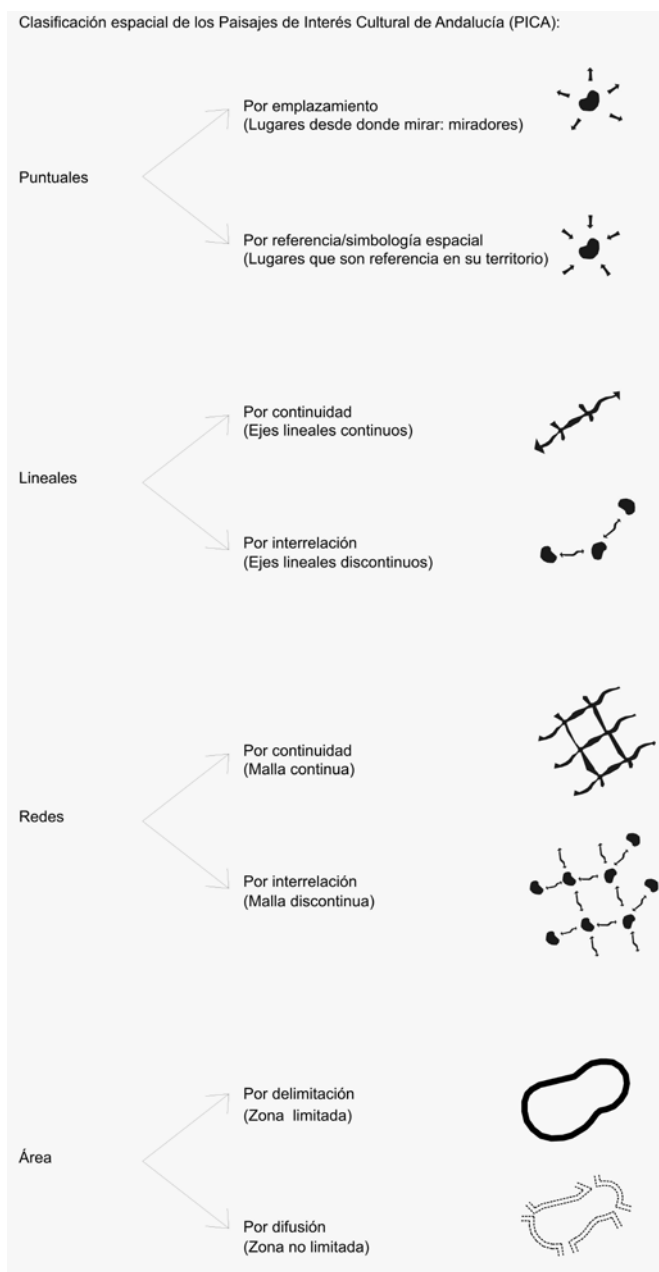 Clasificación espacial de los Paisajes de Interés Cultural de Andalucía (PICA):
Puntuales
Por emplazamiento
(Lugares desde donde mirar: miradores)
Por referencia/simbología espacial
(Lugares que son referencia en su territorio)
Lineales
Por continuidad
(Ejes lineales continuos)
Por interrelación
(Ejes lineales discontinuos)
Redes
Por continuidad
(Malla continua)
Por interrelación
(Malla discontinua)
Área
Por delimitación
(Zona limitada)
Por difusión
(Zona no limitada)